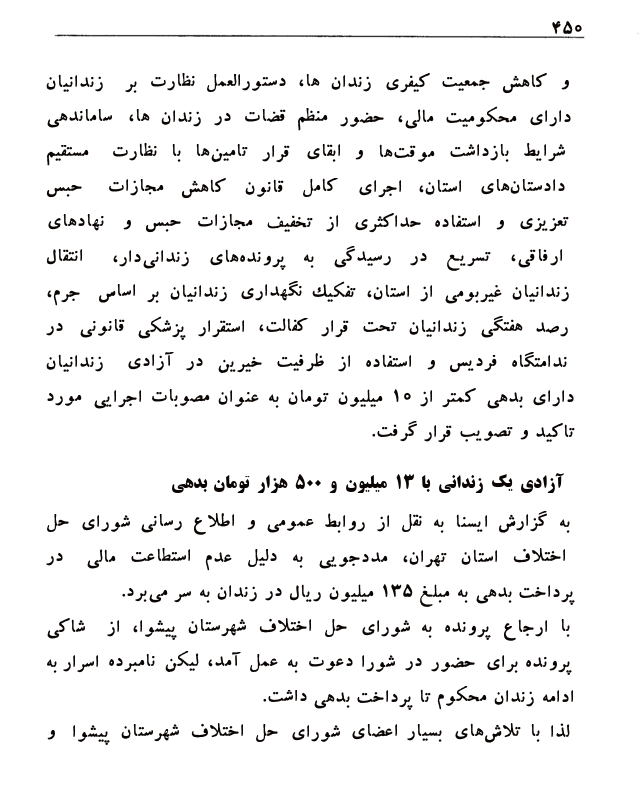 ۴۵۰
و کاهش جمعیت کیفری زندان ها، دستورالعمل نظارت بر زندانیان
دارای محکومیت مالی، حضور منظم قضات در زندان ها، ساماندهی
شرایط بازداشت موقت‌ها و ابقای قرار تامین‌ها با نظارت مستقیم
دادستان‌های استان، اجرای کامل قانون کاهش مجازات حبس
تعزیزی و استفاده حداکثری از تخفیف مجازات حبس و نهادهای
ارفاقی، تسریع در رسیدگی به پرونده‌های زندانی‌دار، انتقال
زندانیان غیربومی از استان، تفکیك نگهداری زندانیان بر اساس جرم،
رصد هفتگی زندانیان تحت قرار کفالت، استقرار پزشکی قانونی در
ندامتگاه فردیس و استفاده از ظرفیت خیرین در آزادی زندانیان
دارای بدهی کمتر از ۱۰ میلیون تومان به عنوان مصوبات اجرایی مورد
تاکید و تصویب قرار گرفت.
آزادی یک زندانی با ۱۳ میلیون و ۵۰۰ هزار تومان بدهی
به گزارش ایسنا به نقل از روابط عمومی و اطلاع رسانی شورای حل
اختلاف استان تهران، مددجویی به دلیل عدم استطاعت مالی در
پرداخت بدهی به مبلغ ۱۳۵ میلیون ریال در زندان به سر می‌برد.
با ارجاع پرونده به شورای حل اختلاف شهرستان پیشوا، از شاکی
پرونده برای حضور در شورا دعوت به عمل آمد، لیکن نامبرده اسرار به
ادامه زندان محکوم تا پرداخت بدهی داشت.
لذا با تلاش‌های بسیار اعضای شورای حل اختلاف شهرستان پیشوا و